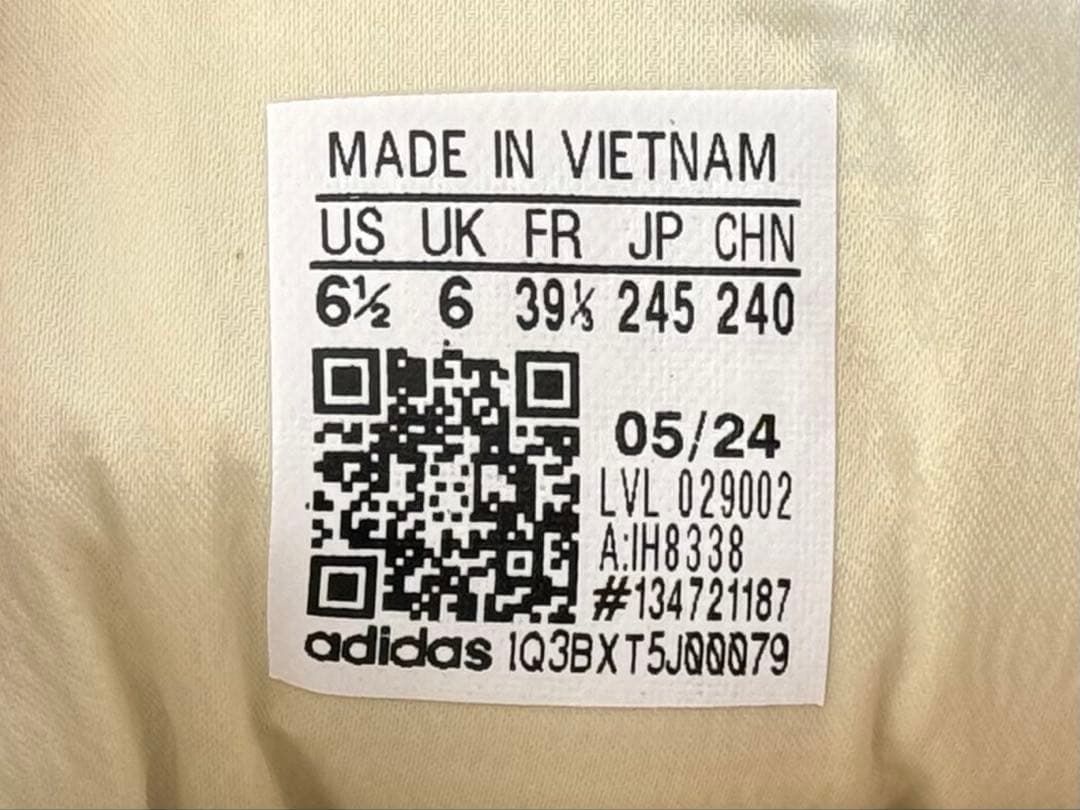 MADE IN VIETNAM
US UK FR JP CHN
6½ 6 39⅓ 245 240
05/24
LVL 029002
A:IH8338
#134721187
adidas 1Q3BXT5J00079